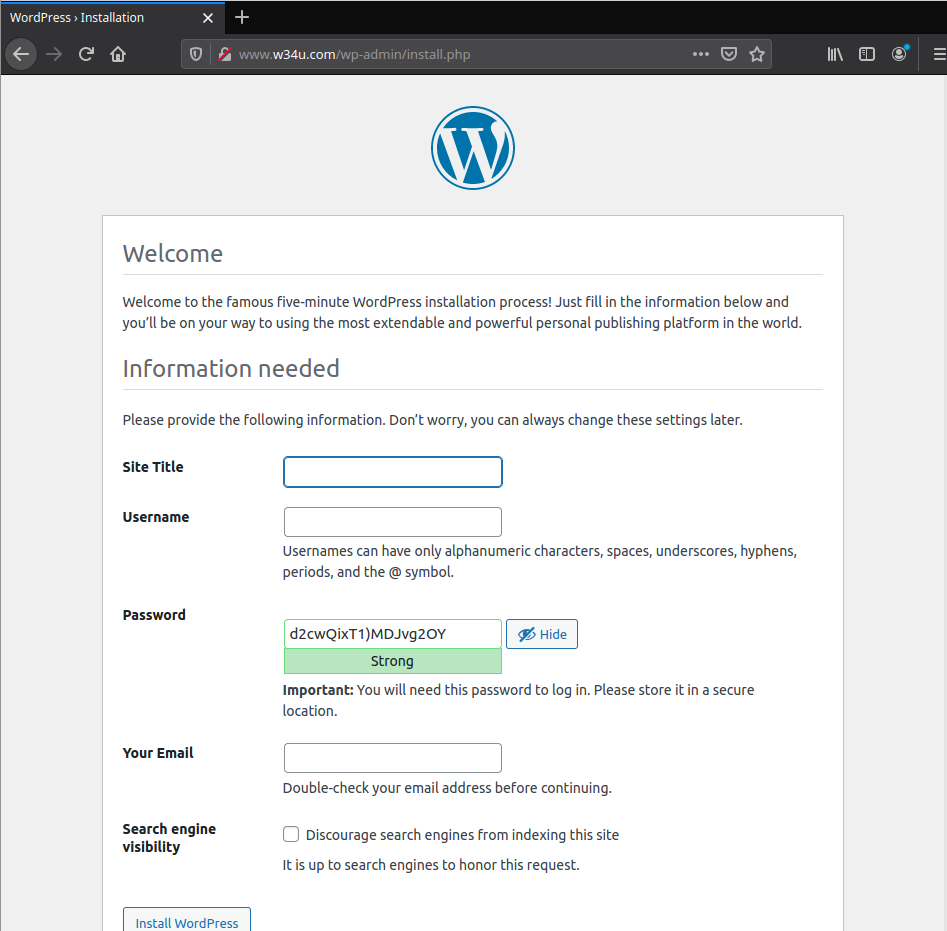 WordPress › Installation
www.w34u.com/wp-admin/install.php
Welcome
Welcome to the famous five-minute WordPress installation process! Just fill in the information below and
you’ll be on your way to using the most extendable and powerful personal publishing platform in the world.
Information needed
Please provide the following information. Don’t worry, you can always change these settings later.
Site Title
Username
Usernames can have only alphanumeric characters, spaces, underscores, hyphens,
periods, and the @ symbol.
Password
d2cwQixT1)MDJvg2OY
Hide
Strong
Important: You will need this password to log in. Please store it in a secure
location.
Your Email
Double-check your email address before continuing.
Search engine
visibility
Discourage search engines from indexing this site
It is up to search engines to honor this request.
Install WordPress